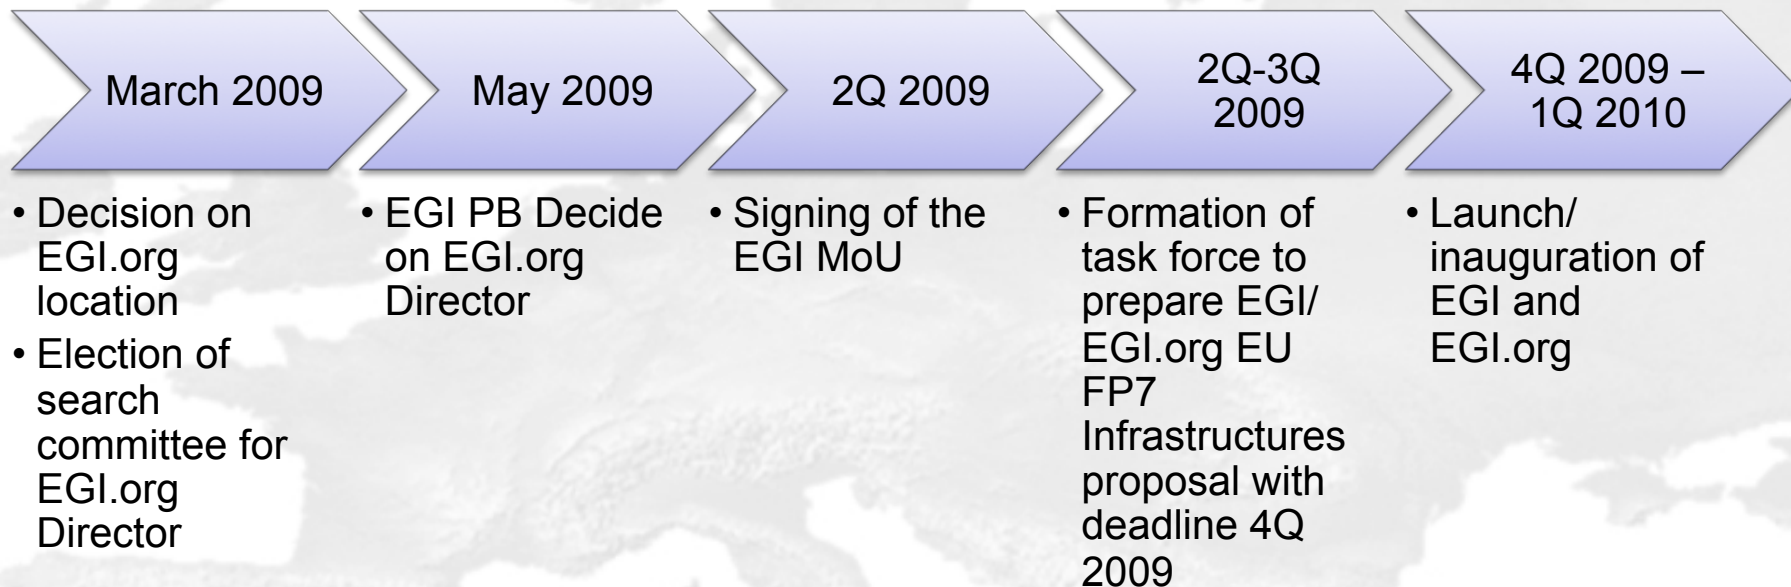 March 2009
May 2009
2Q 2009
2Q-3Q
2009
4Q 2009 –
1Q 2010
• Decision on
EGI.org
location
• Election of
search
committee for
EGI.org
Director
• EGI PB Decide
on EGI.org
Director
• Signing of the
EGI MoU
• Formation of
task force to
prepare EGI/
EGI.org EU
FP7
Infrastructures
proposal with
deadline 4Q
2009
• Launch/
inauguration of
EGI and
EGI.org